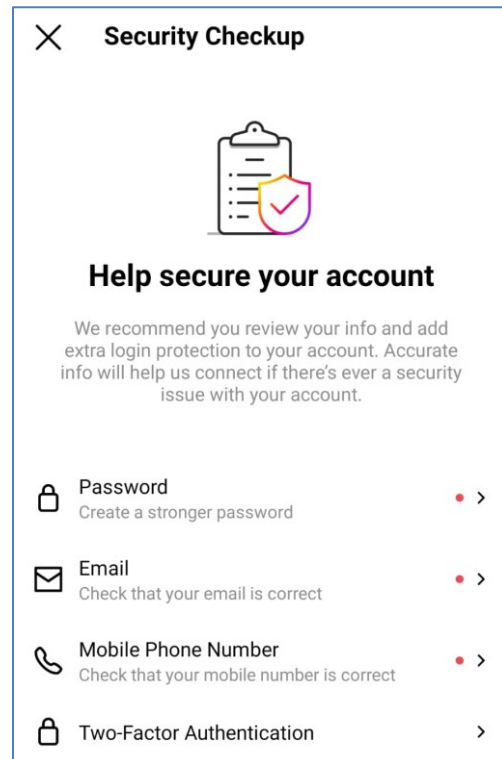 Security Checkup
Help secure your account
We recommend you review your info and add
extra login protection to your account. Accurate
info will help us connect if there's ever a security
issue with your account.
Password
Create a stronger password
Email
Check that your email is correct
Mobile Phone Number
Check that your mobile number is correct
Two-Factor Authentication